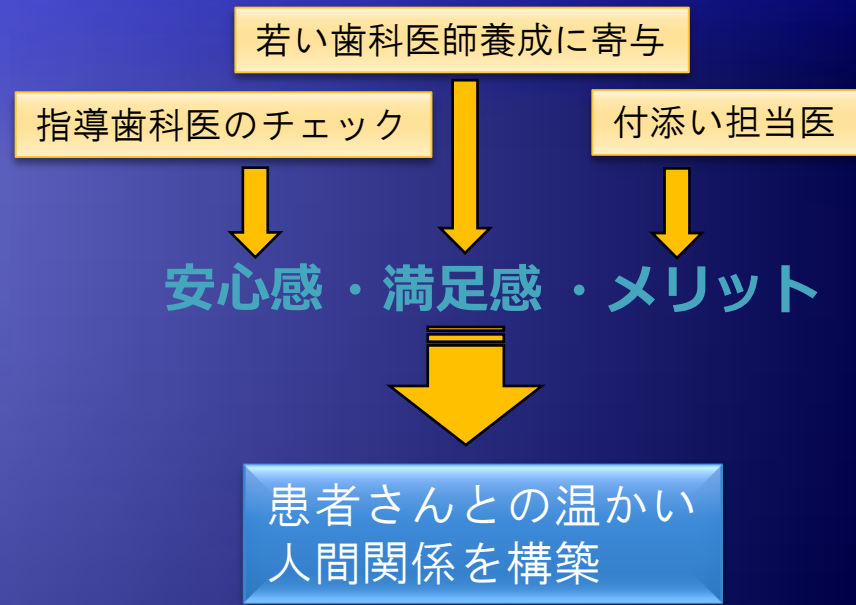 若い歯科医師養成に寄与
指導歯科医のチェック
付添い担当医
安心感・満足感・メリット
患者さんとの温かい
人間関係を構築